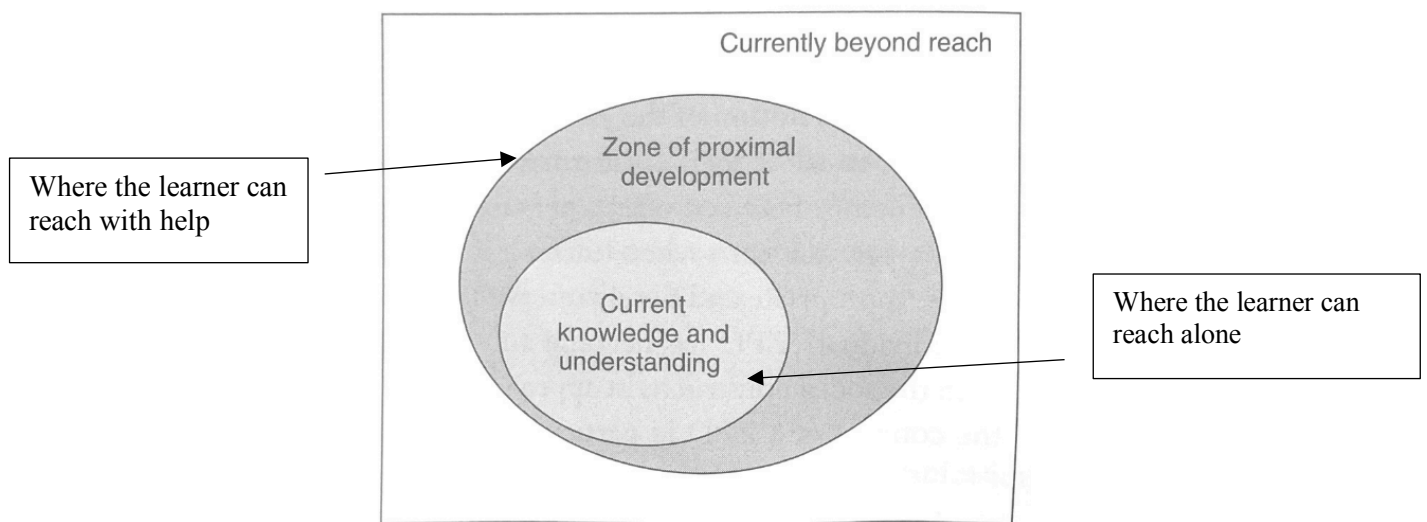 Currently beyond reach
Zone of proximal
development
Where the learner can
reach with help
Current
knowledge and
understanding
Where the learner can
reach alone